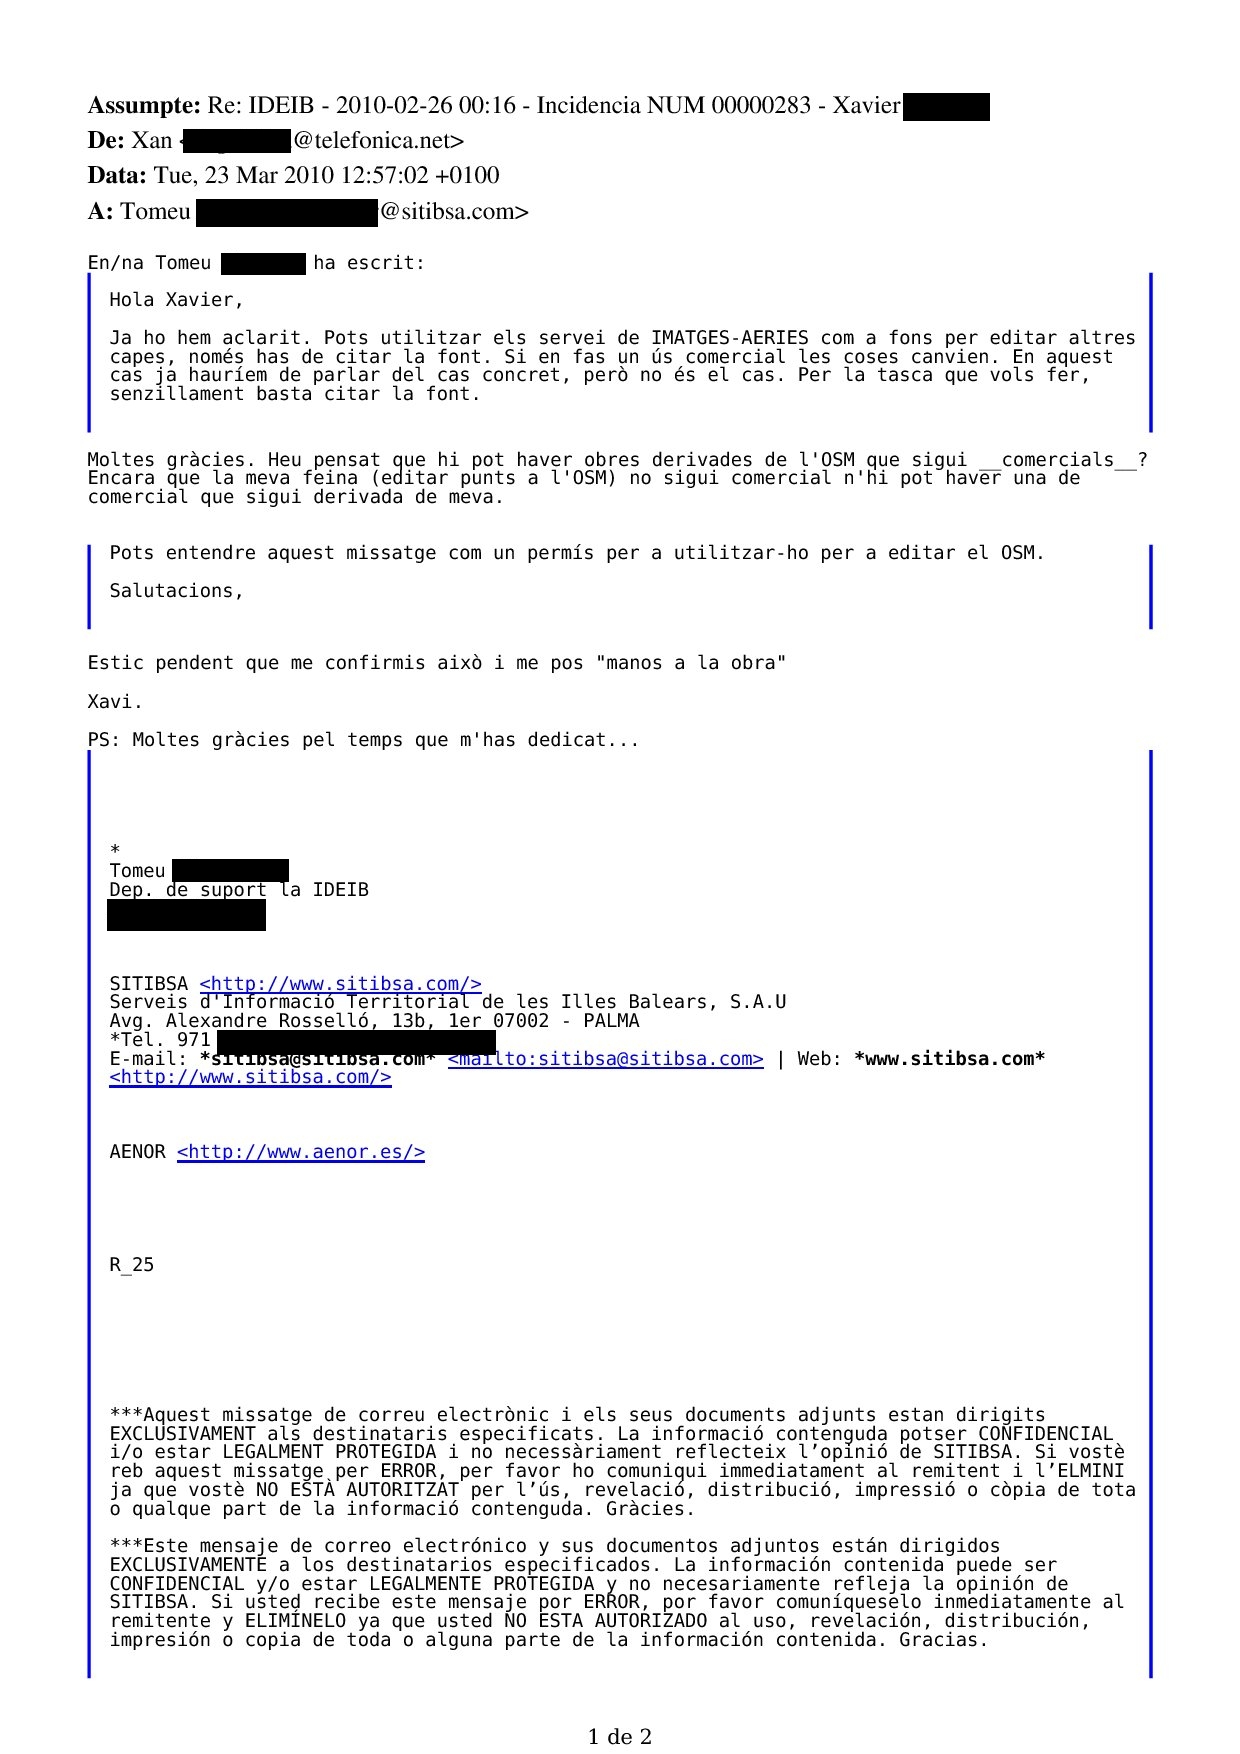 Assumpte: Re: IDEIB - 2010-02-26 00:16 - Incidencia NUM 00000283 - Xavier
De: Xan < @telefonica.net>
Data: Tue, 23 Mar 2010 12:57:02 +0100
A: Tomeu @sitibsa.com>
En/na Tomeu ha escrit:
Hola Xavier,
Ja ho hem aclarit. Pots utilitzar els servei de IMATGES-AERIES com a fons per editar altres
capes, només has de citar la font. Si en fas un ús comercial les coses canvien. En aquest
cas ja hauríem de parlar del cas concret, però no és el cas. Per la tasca que vols fer,
senzillament basta citar la font.
Moltes gràcies. Heu pensat que hi pot haver obres derivades de l'OSM que sigui __comercials__?
Encara que la meva feina (editar punts a l'OSM) no sigui comercial n'hi pot haver una de
comercial que sigui derivada de meva.
Pots entendre aquest missatge com un permís per a utilitzar-ho per a editar el OSM.
Salutacions,
Estic pendent que me confirmis això i me pos "manos a la obra"
Xavi.
PS: Moltes gràcies pel temps que m'has dedicat...
*
Tomeu
Dep. de suport la IDEIB
SITIBSA <http://www.sitibsa.com/>
Serveis d'Informació Territorial de les Illes Balears, S.A.U
Avg. Alexandre Rosselló, 13b, 1er 07002 - PALMA
*Tel. 971
E-mail: *sitibsa@sitibsa.com* <mailto:sitibsa@sitibsa.com> | Web: *www.sitibsa.com*
<http://www.sitibsa.com/>
AENOR <http://www.aenor.es/>
R_25
***Aquest missatge de correu electrònic i els seus documents adjunts estan dirigits
EXCLUSIVAMENT als destinataris especificats. La informació contenguda potser CONFIDENCIAL
i/o estar LEGALMENT PROTEGIDA i no necessàriament reflecteix l’opinió de SITIBSA. Si vostè
reb aquest missatge per ERROR, per favor ho comuniqui immediatament al remitent i l’ELMINI
ja que vostè NO ESTÀ AUTORITZAT per l’ús, revelació, distribució, impressió o còpia de tota
o qualque part de la informació contenguda. Gràcies.
***Este mensaje de correo electrónico y sus documentos adjuntos están dirigidos
EXCLUSIVAMENTE a los destinatarios especificados. La información contenida puede ser
CONFIDENCIAL y/o estar LEGALMENTE PROTEGIDA y no necesariamente refleja la opinión de
SITIBSA. Si usted recibe este mensaje por ERROR, por favor comuníqueselo inmediatamente al
remitente y ELIMÍNELO ya que usted NO ESTA AUTORIZADO al uso, revelación, distribución,
impresión o copia de toda o alguna parte de la información contenida. Gracias.
1 de 2